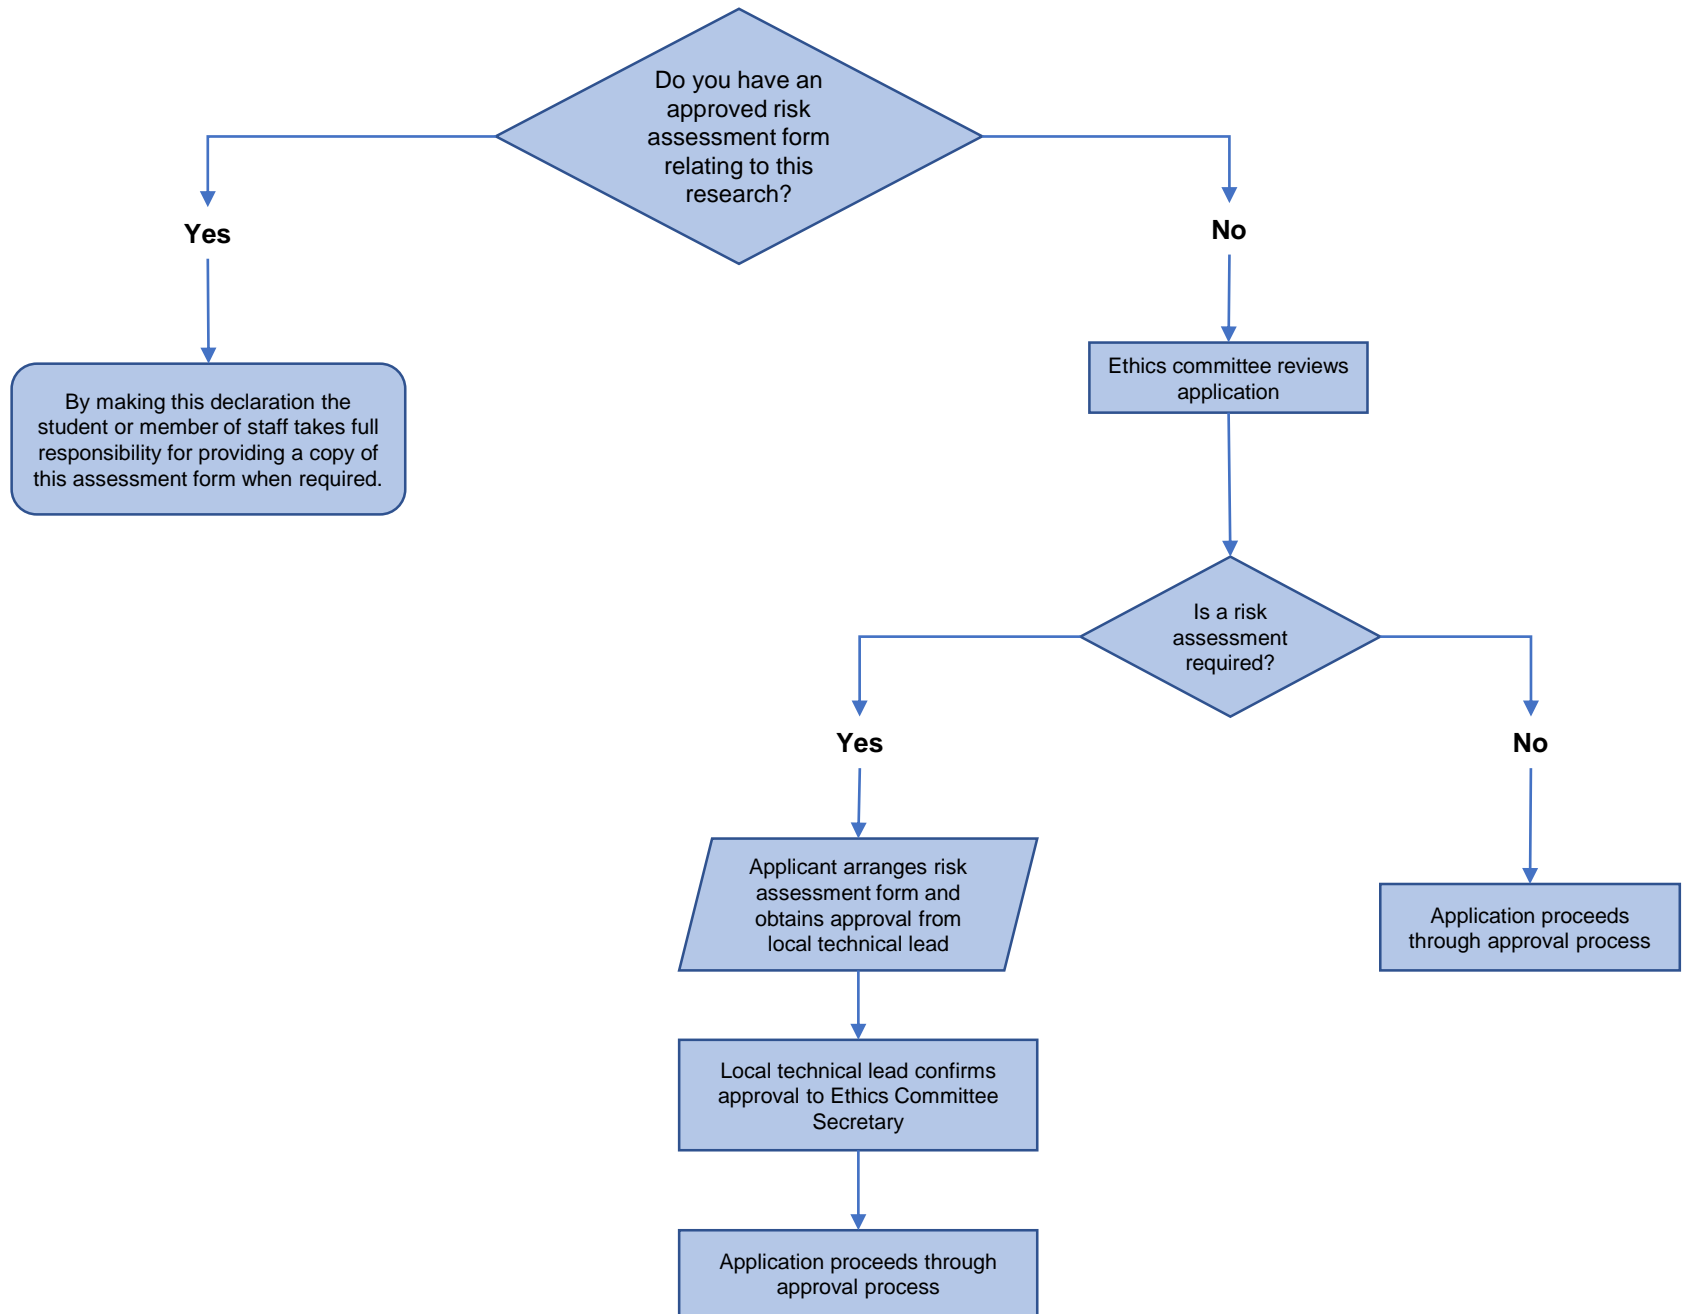 Do you have an
approved risk
assessment form
relating to this
research?
Yes
No
By making this declaration the
student or member of staff takes full
responsibility for providing a copy of
this assessment form when required.
Ethics committee reviews
application
Is a risk
assessment
required?
Yes
No
Applicant arranges risk
assessment form and
obtains approval from
local technical lead
Application proceeds
through approval process
Local technical lead confirms
approval to Ethics Committee
Secretary
Application proceeds through
approval process